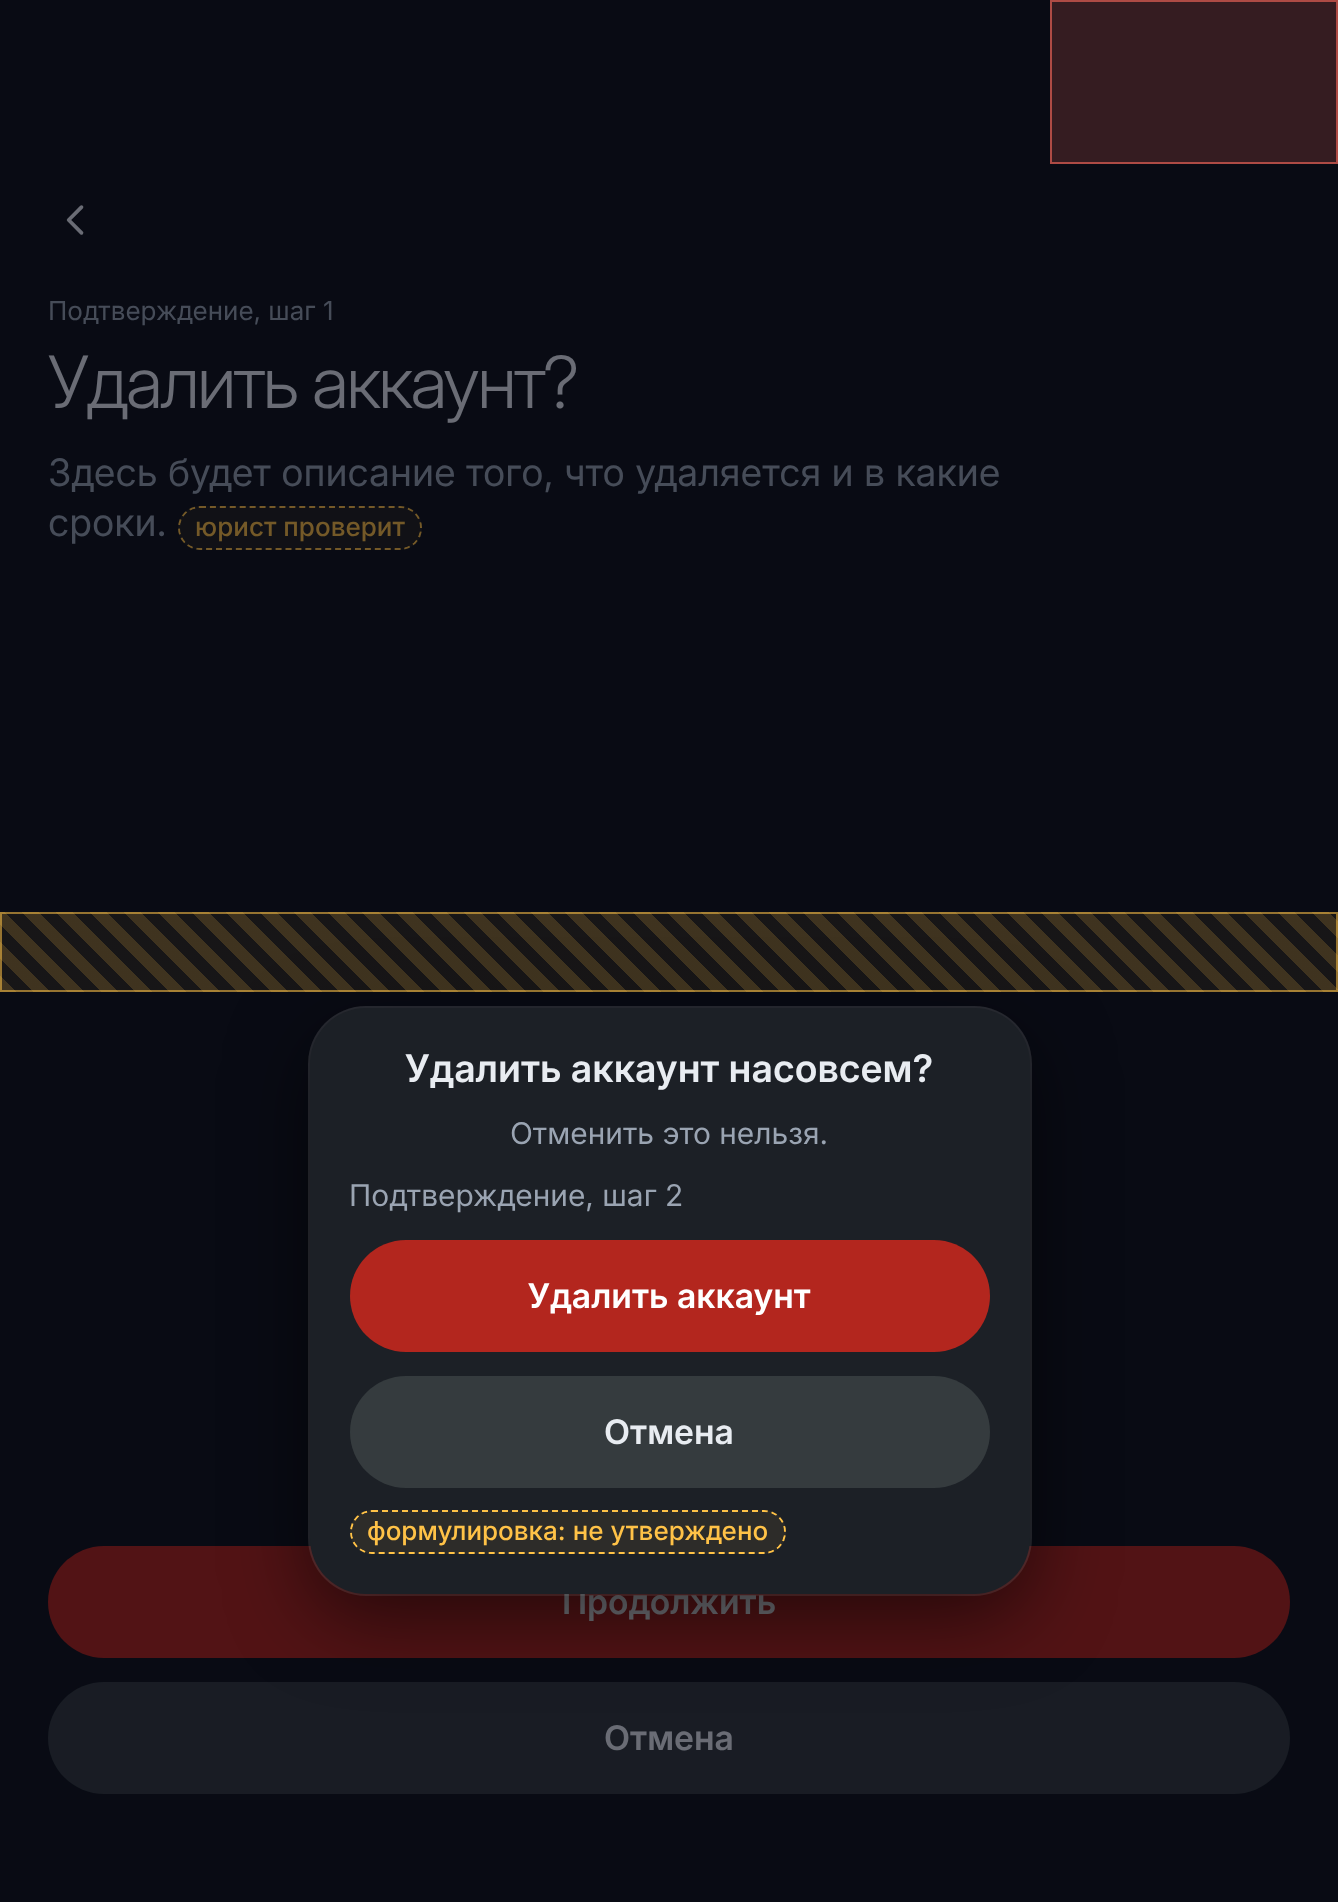 Подтверждение, шаг 1
Удалить аккаунт?
Здесь будет описание того, что удаляется и в какие
сроки. юрист проверит
Удалить аккаунт насовсем?
Отменить это нельзя.
Подтверждение, шаг 2
Удалить аккаунт
Отмена
формулировка: не утверждено
Продолжить
Отмена